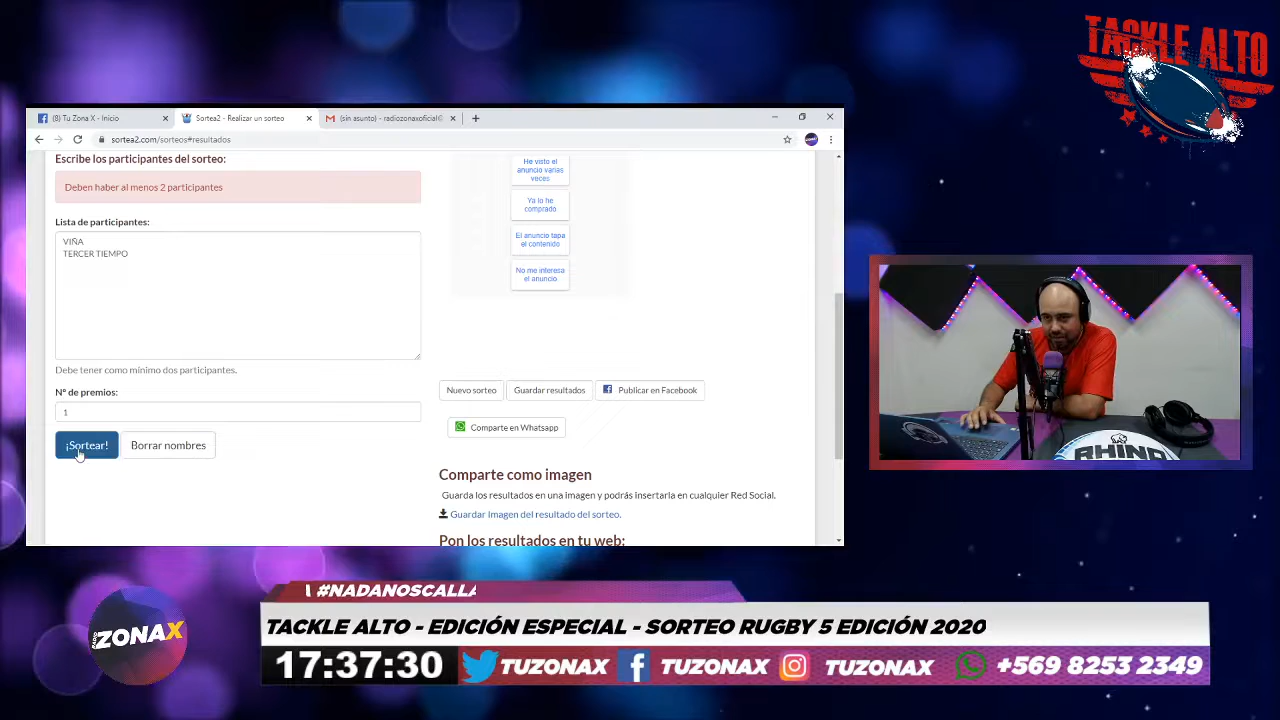 TACKLE ALTO
(8) Tu Zona X - Inicio
Sortea2 - Realizar un sorteo
(sin asunto) - radiozonaxoficial@
sortea2.com/sorteos#resultados
Escribe los participantes del sorteo:
Deben haber al menos 2 participantes
Lista de participantes:
VIÑA
TERCER TIEMPO
Debe tener como mínimo dos participantes.
Nº de premios:
1
¡Sortear!
Borrar nombres
He visto el
anuncio varias
veces
Ya lo he
comprado
El anuncio tapa
el contenido
No me interesa
el anuncio
Nuevo sorteo
Guardar resultados
Publicar en Facebook
Comparte en Whatsapp
Comparte como imagen
Guarda los resultados en una imagen y podrás insertarla en cualquier Red Social.
Guardar Imagen del resultado del sorteo.
Pon los resultados en tu web:
RHINO
#NADANOSCALLA
TACKLE ALTO - EDICIÓN ESPECIAL - SORTEO RUGBY 5 EDICIÓN 2020
ZONAX
17:37:30
TUZONAX
TUZONAX
TUZONAX
+569 8253 2349